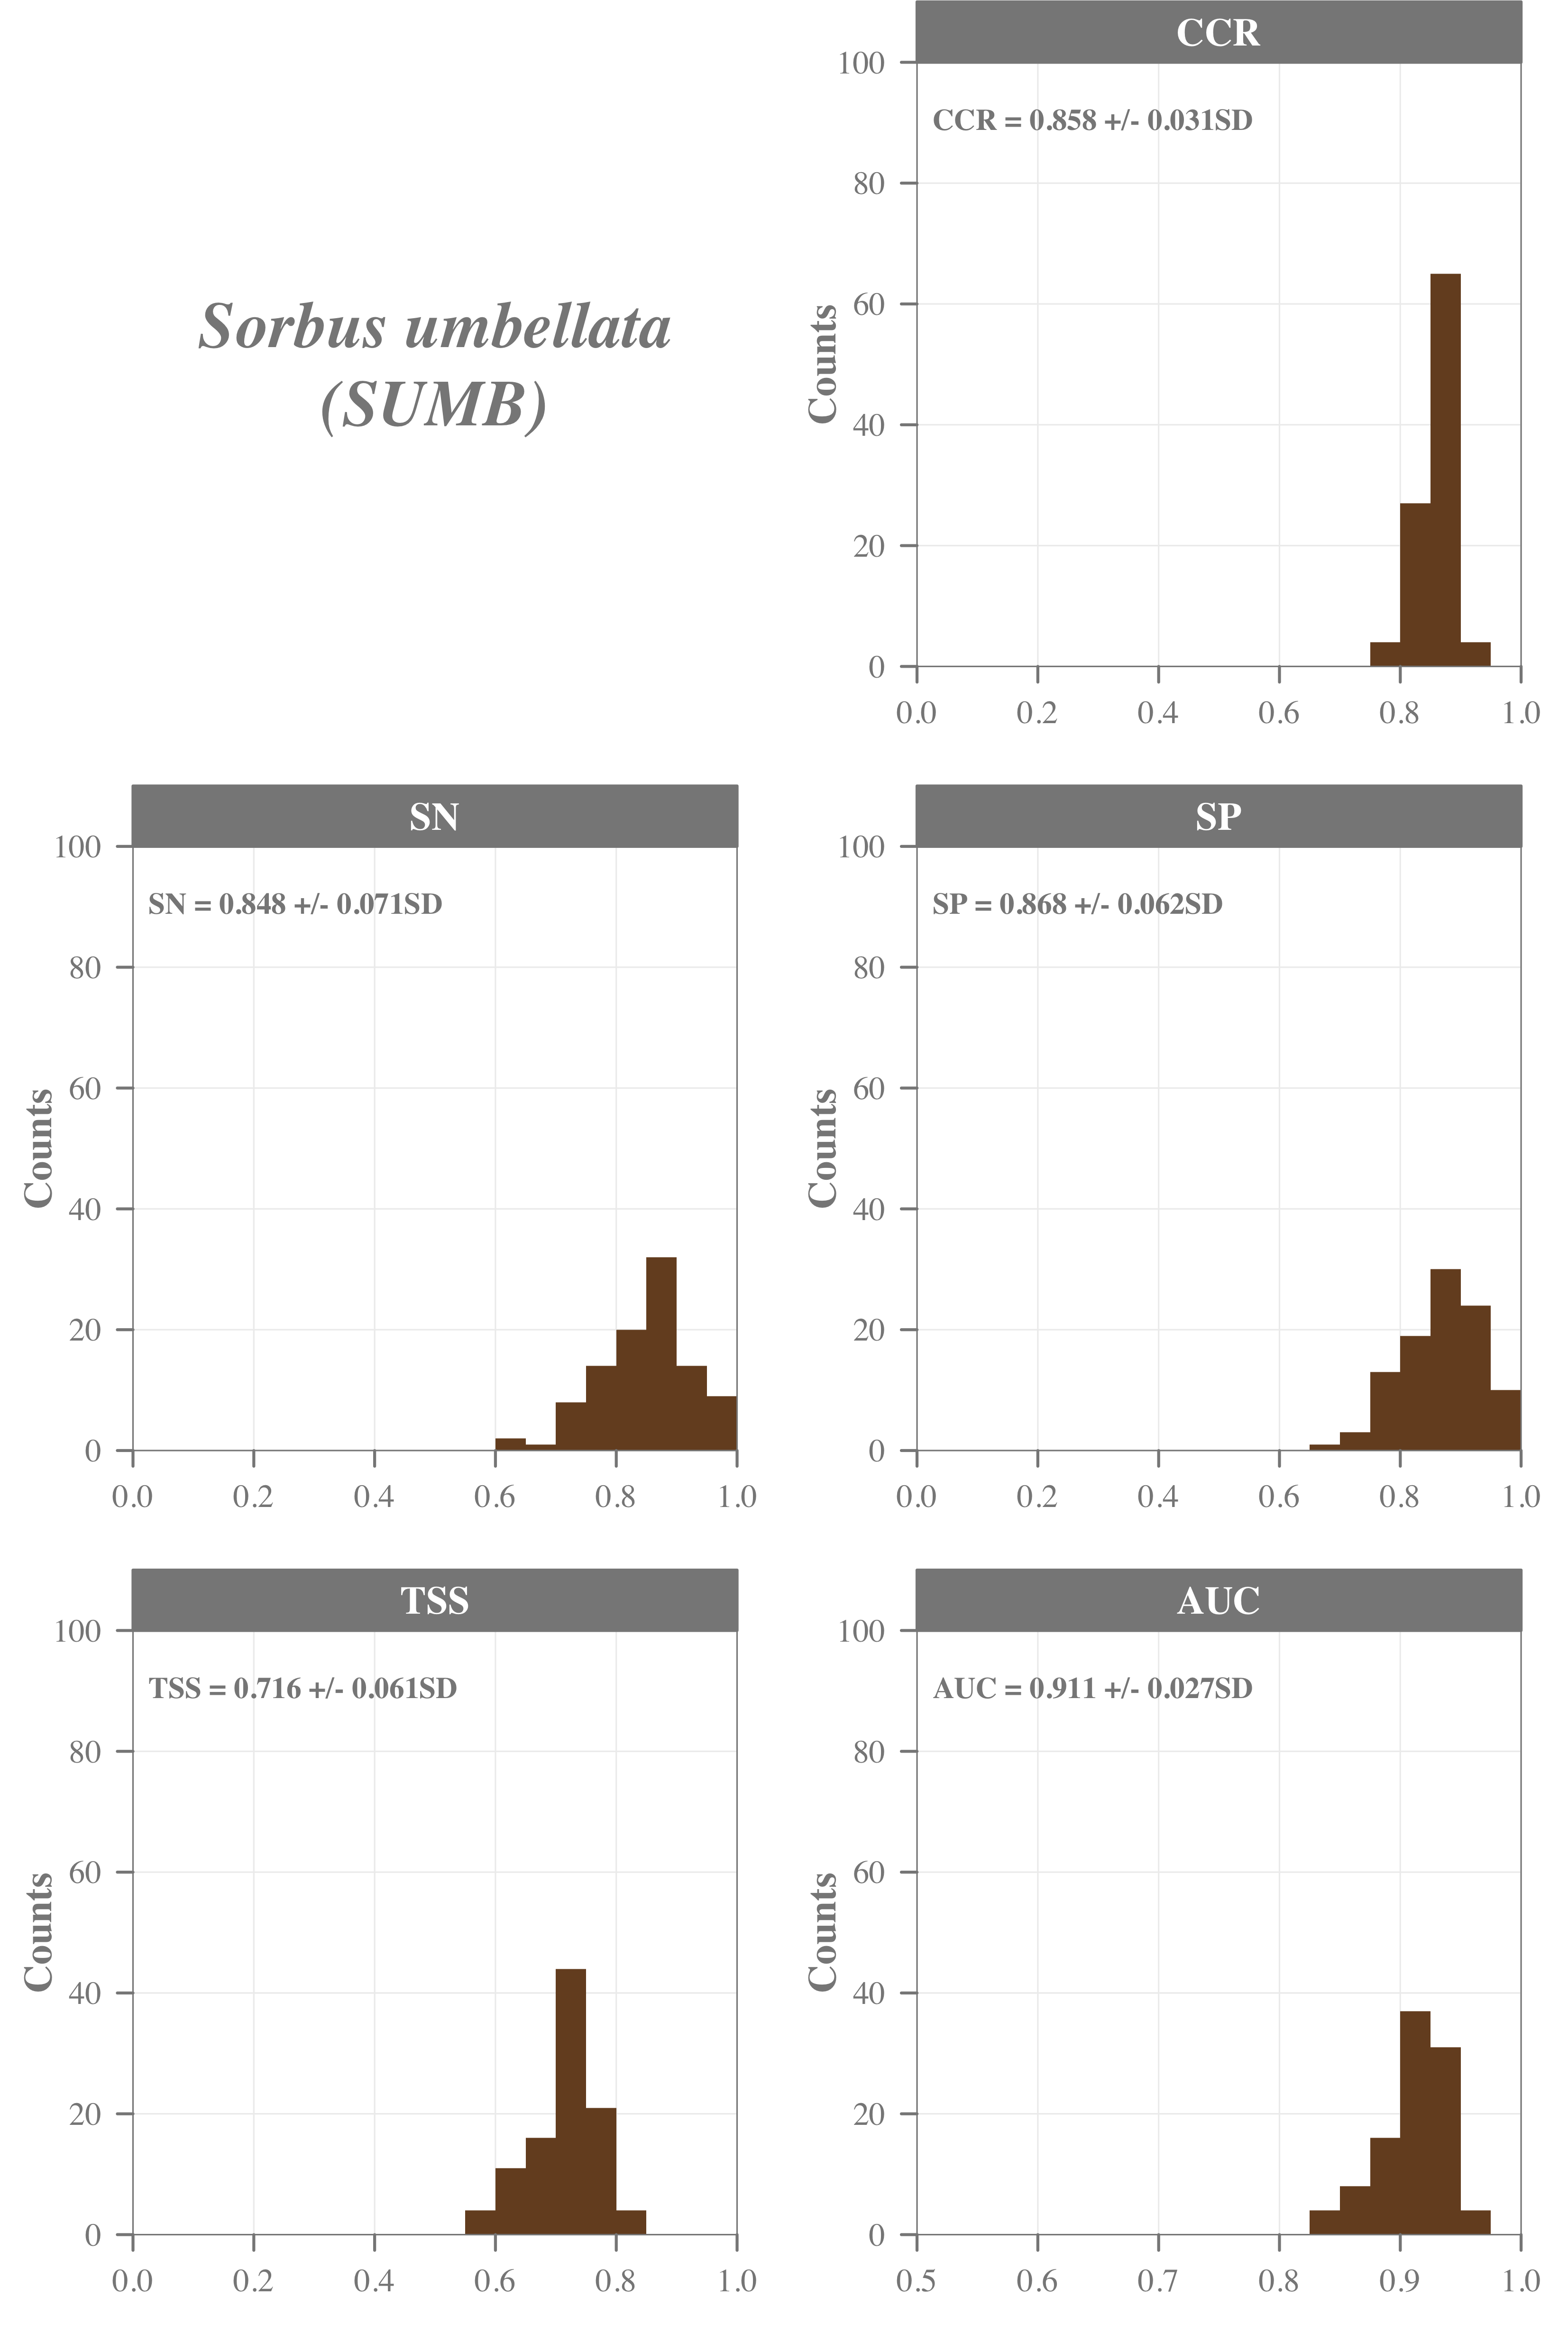 Sorbus umbellata
(SUMB)
CCR
CCR = 0.858 +/- 0.031SD
Counts
100
80
60
40
20
0
0.0 0.2 0.4 0.6 0.8 1.0
SN
SN = 0.848 +/- 0.071SD
Counts
100
80
60
40
20
0
0.0 0.2 0.4 0.6 0.8 1.0
SP
SP = 0.868 +/- 0.062SD
Counts
100
80
60
40
20
0
0.0 0.2 0.4 0.6 0.8 1.0
TSS
TSS = 0.716 +/- 0.061SD
Counts
100
80
60
40
20
0
0.0 0.2 0.4 0.6 0.8 1.0
AUC
AUC = 0.911 +/- 0.027SD
Counts
100
80
60
40
20
0
0.5 0.6 0.7 0.8 0.9 1.0